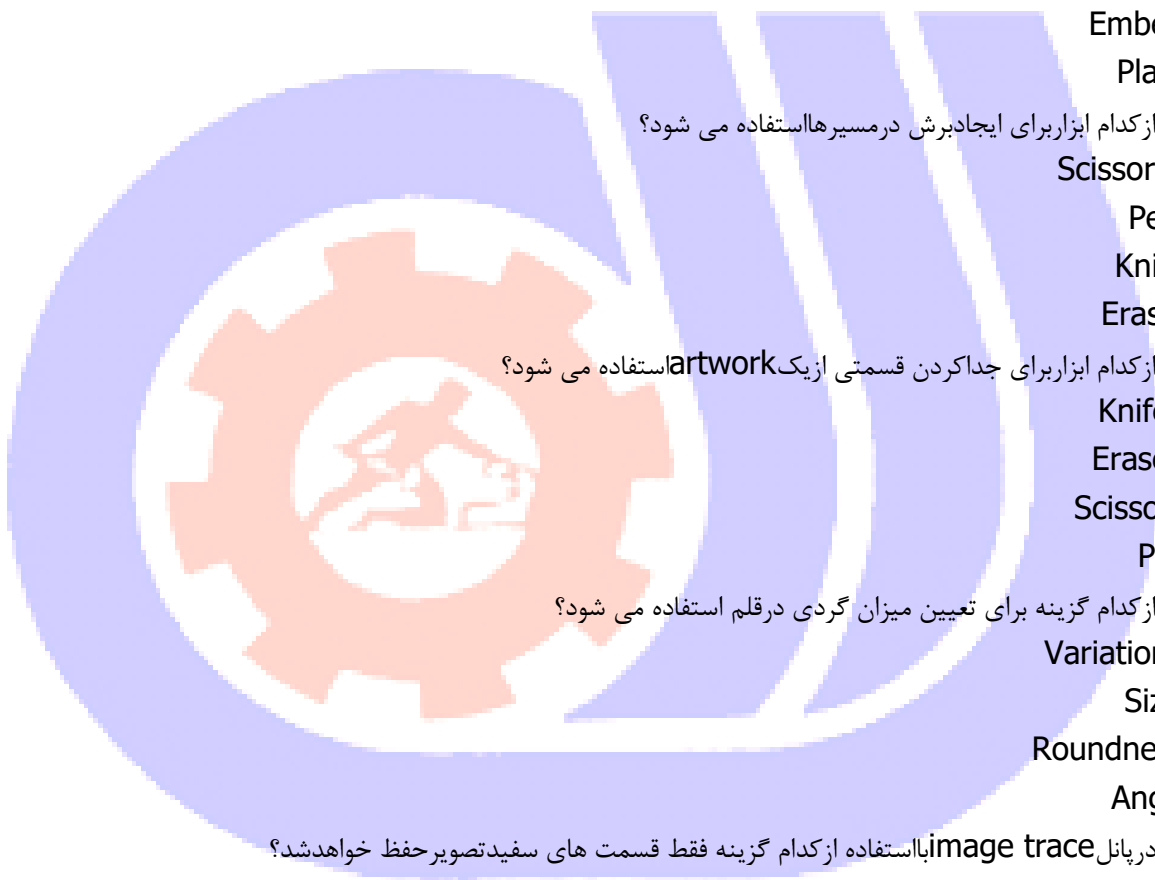 Embe
Pla
ازکدام ابزاربرای ایجادبرش درمسیرهااستفاده می شود؟
Scissor
Pe
Kni
Eras
ازکدام ابزاربرای جداکردن قسمتی ازیکartworkاستفاده می شود؟
Knife
Erase
Scisso
P
ازکدام گزینه برای تعیین میزان گردی درقلم استفاده می شود؟
Variation
Siz
Roundne
Ang
درپانلimage traceبااستفاده ازکدام گزینه فقط قسمت های سفیدتصویرحفظ خواهدشد؟